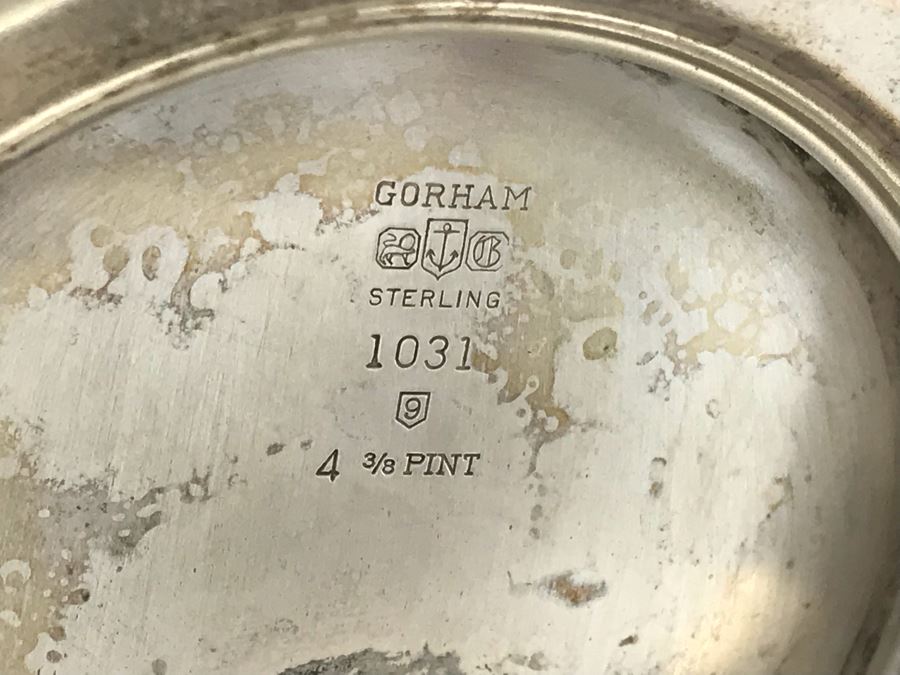 GORHAM
G
STERLING
1031
9
4 3/8 PINT